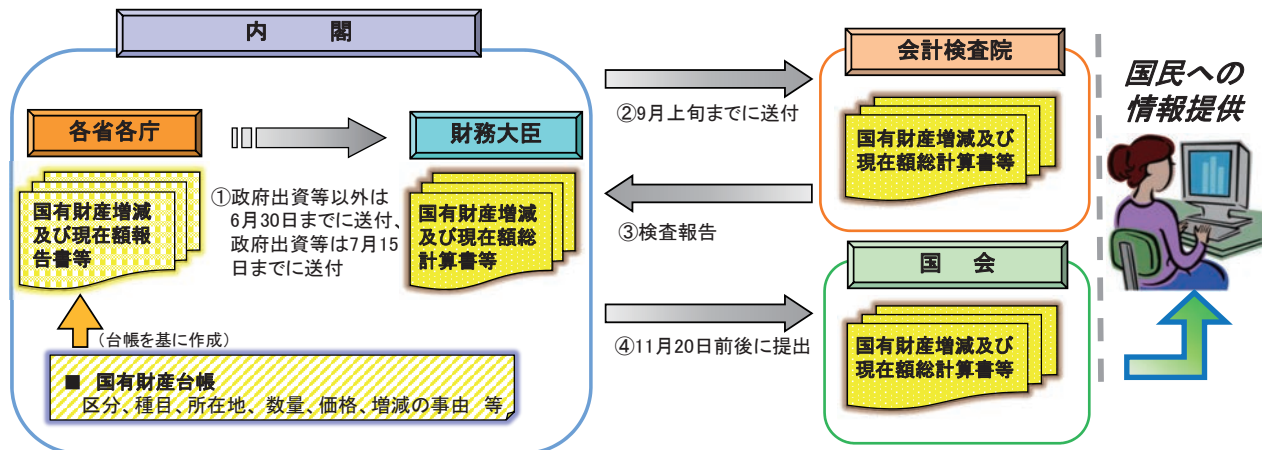 内　閣
各省各庁
国有財産増減
及び現在額報
告書等
①政府出資等以外は
6月30日までに送付、
政府出資等は7月15
日までに送付
財務大臣
国有財産増減
及び現在額総
計算書等
(台帳を基に作成)
■ 国有財産台帳
区分、種目、所在地、数量、価格、増減の事由　等
②9月上旬までに送付
③検査報告
④11月20日前後に提出
会計検査院
国有財産増減及び
現在額総計算書等
国　会
国有財産増減及び
現在額総計算書等
国民への
情報提供